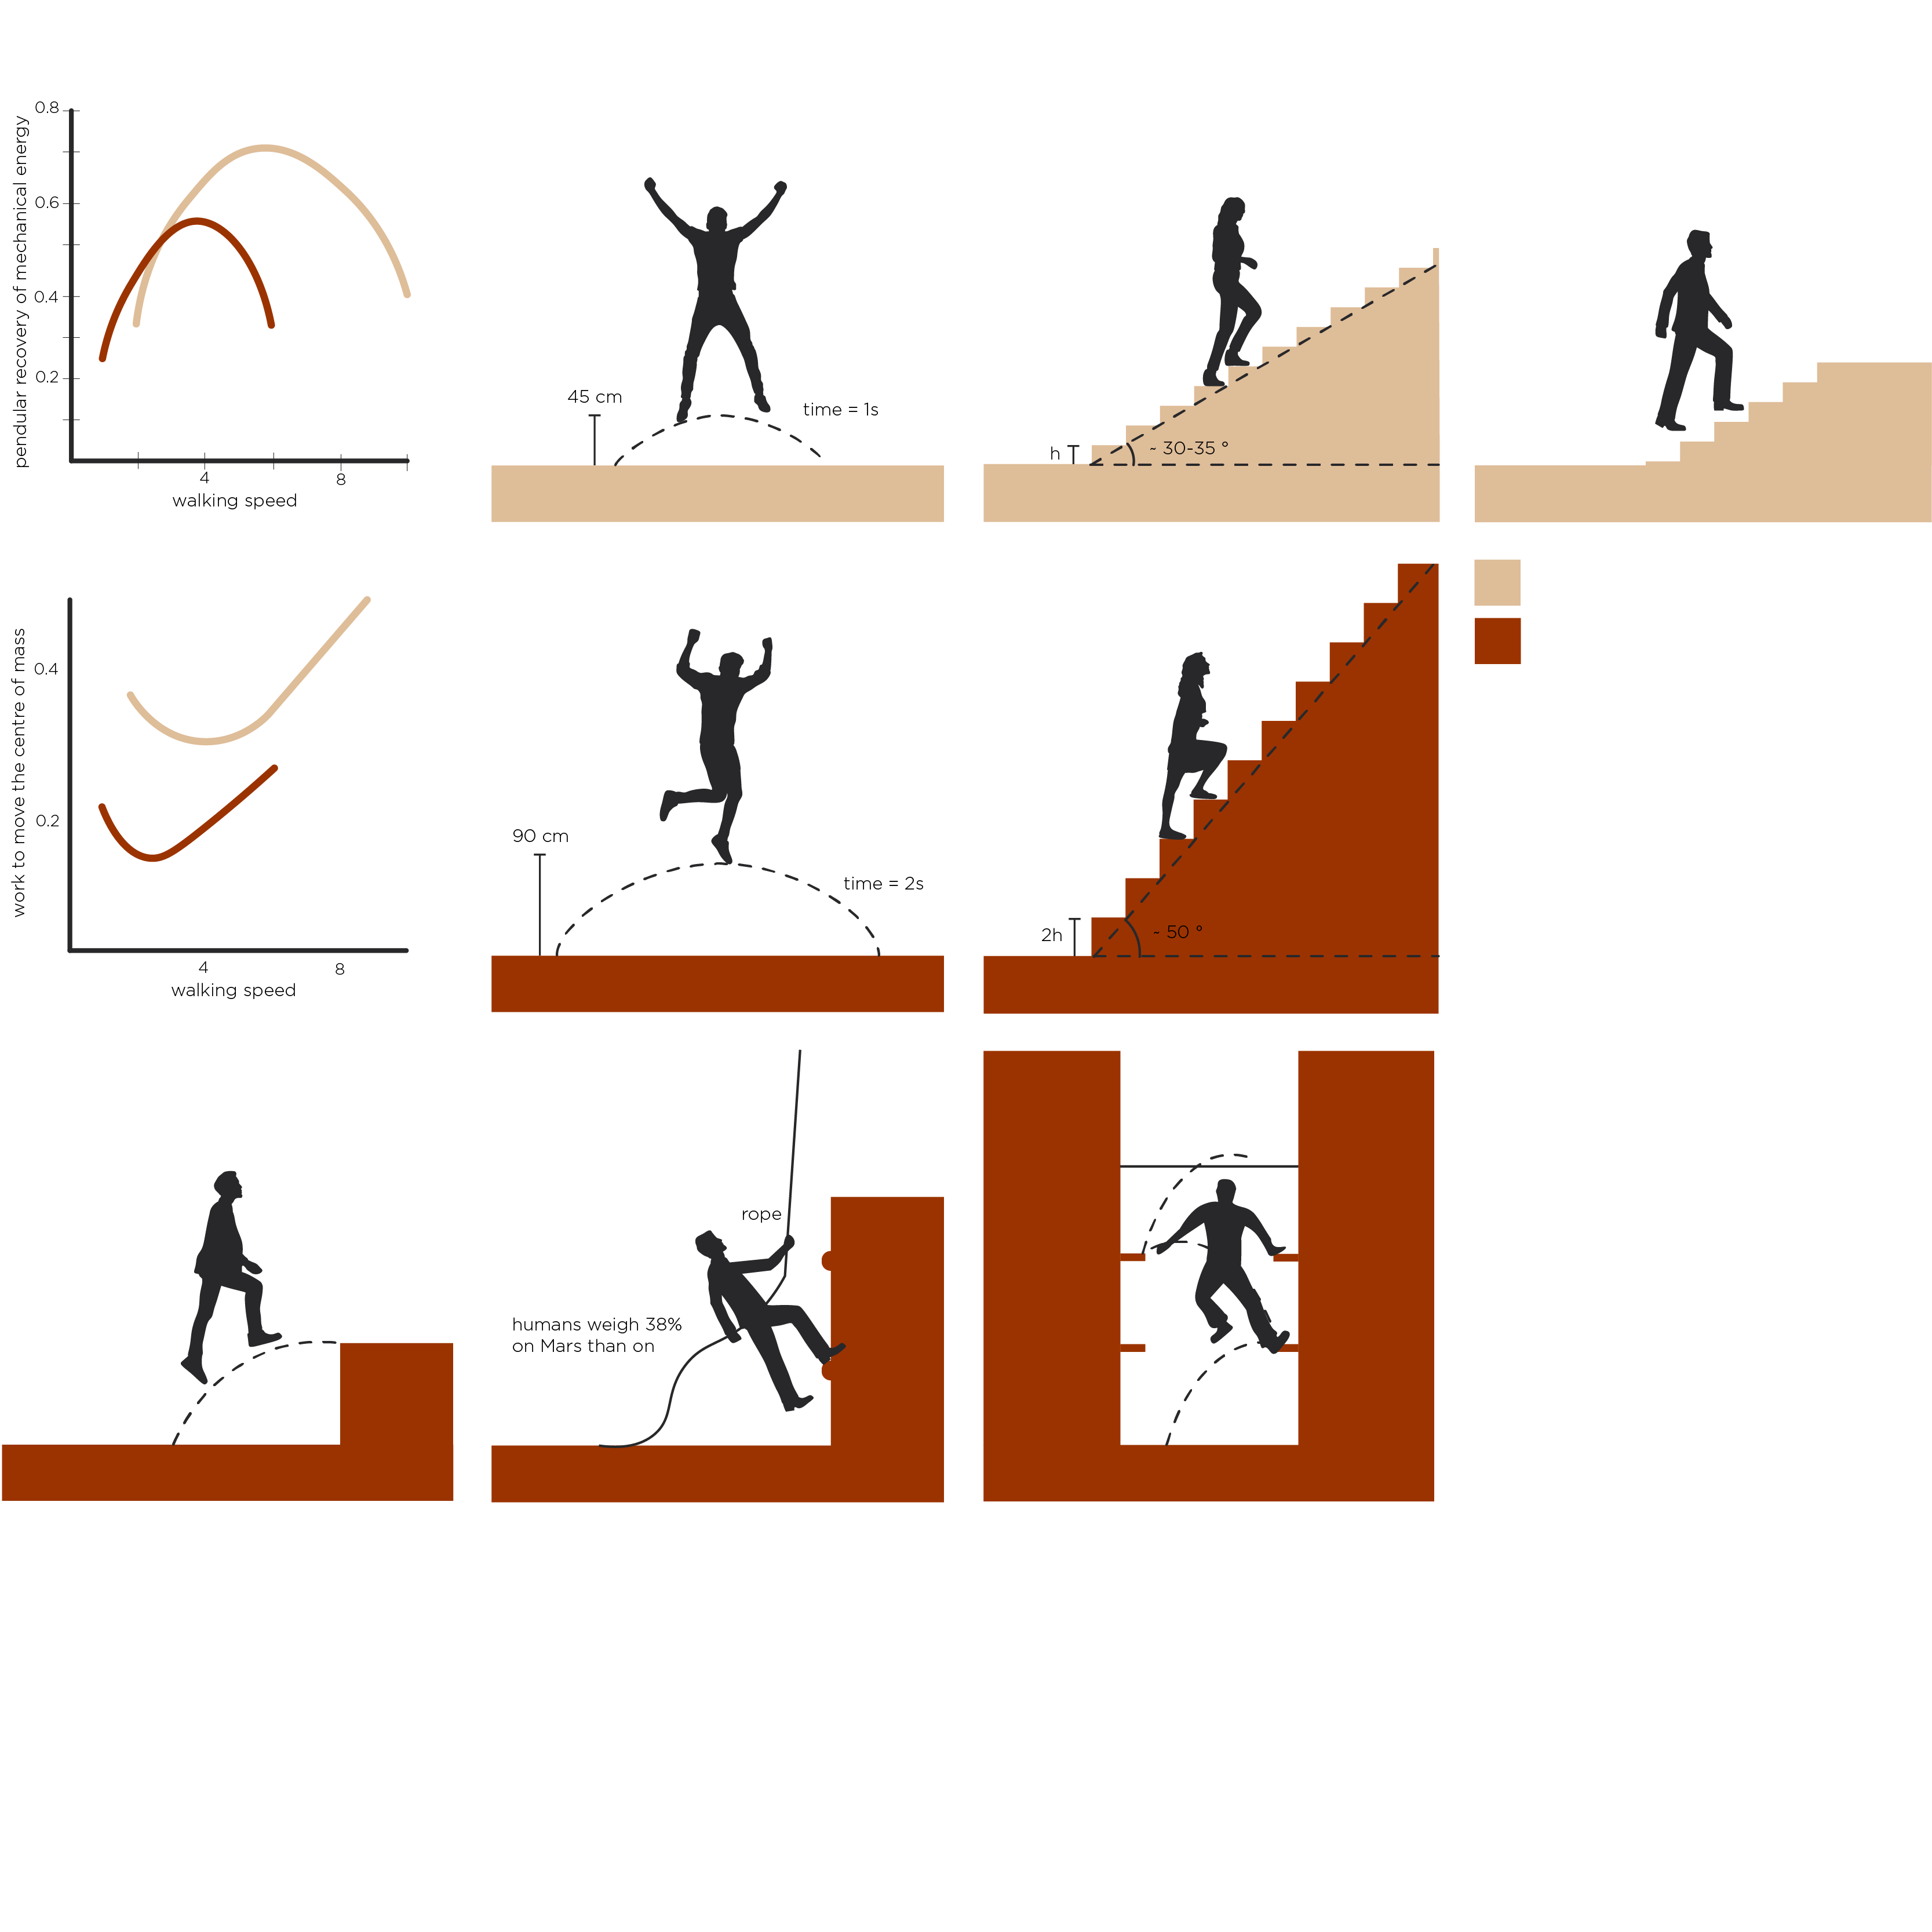 pendular recovery of mechanical energy
0.8
0.6
0.4
0.2
4
8
walking speed
45 cm
time = 1s
h
~ 30-35 °
work to move the centre of mass
0.4
0.2
4
8
walking speed
90 cm
time = 2s
2h
~ 50 °
rope
humans weigh 38%
on Mars than on